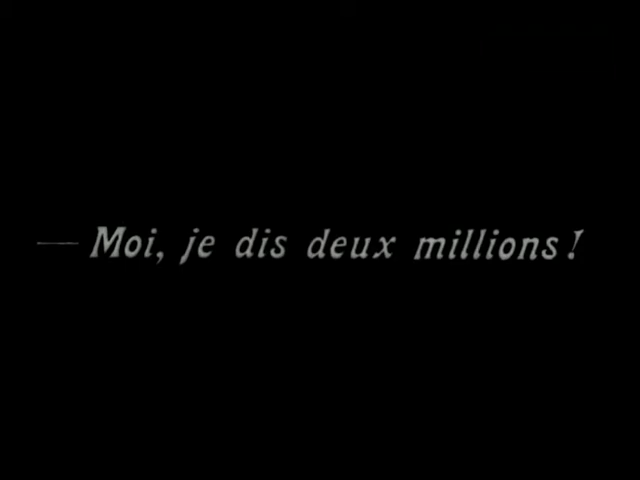 — Moi, je dis deux millions !